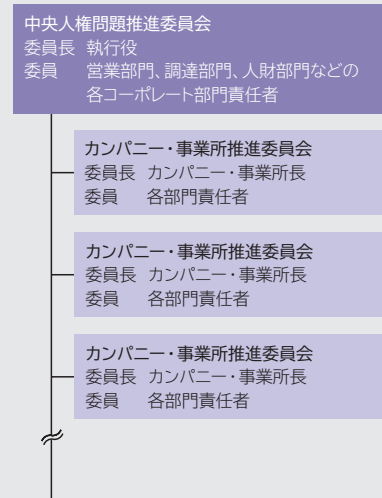 中央人権問題推進委員会
委員長 執行役
委員 営業部門、調達部門、人財部門などの
各コーポレート部門責任者
カンパニー・事業所推進委員会
委員長 カンパニー・事業所長
委員 各部門責任者
カンパニー・事業所推進委員会
委員長 カンパニー・事業所長
委員 各部門責任者
カンパニー・事業所推進委員会
委員長 カンパニー・事業所長
委員 各部門責任者